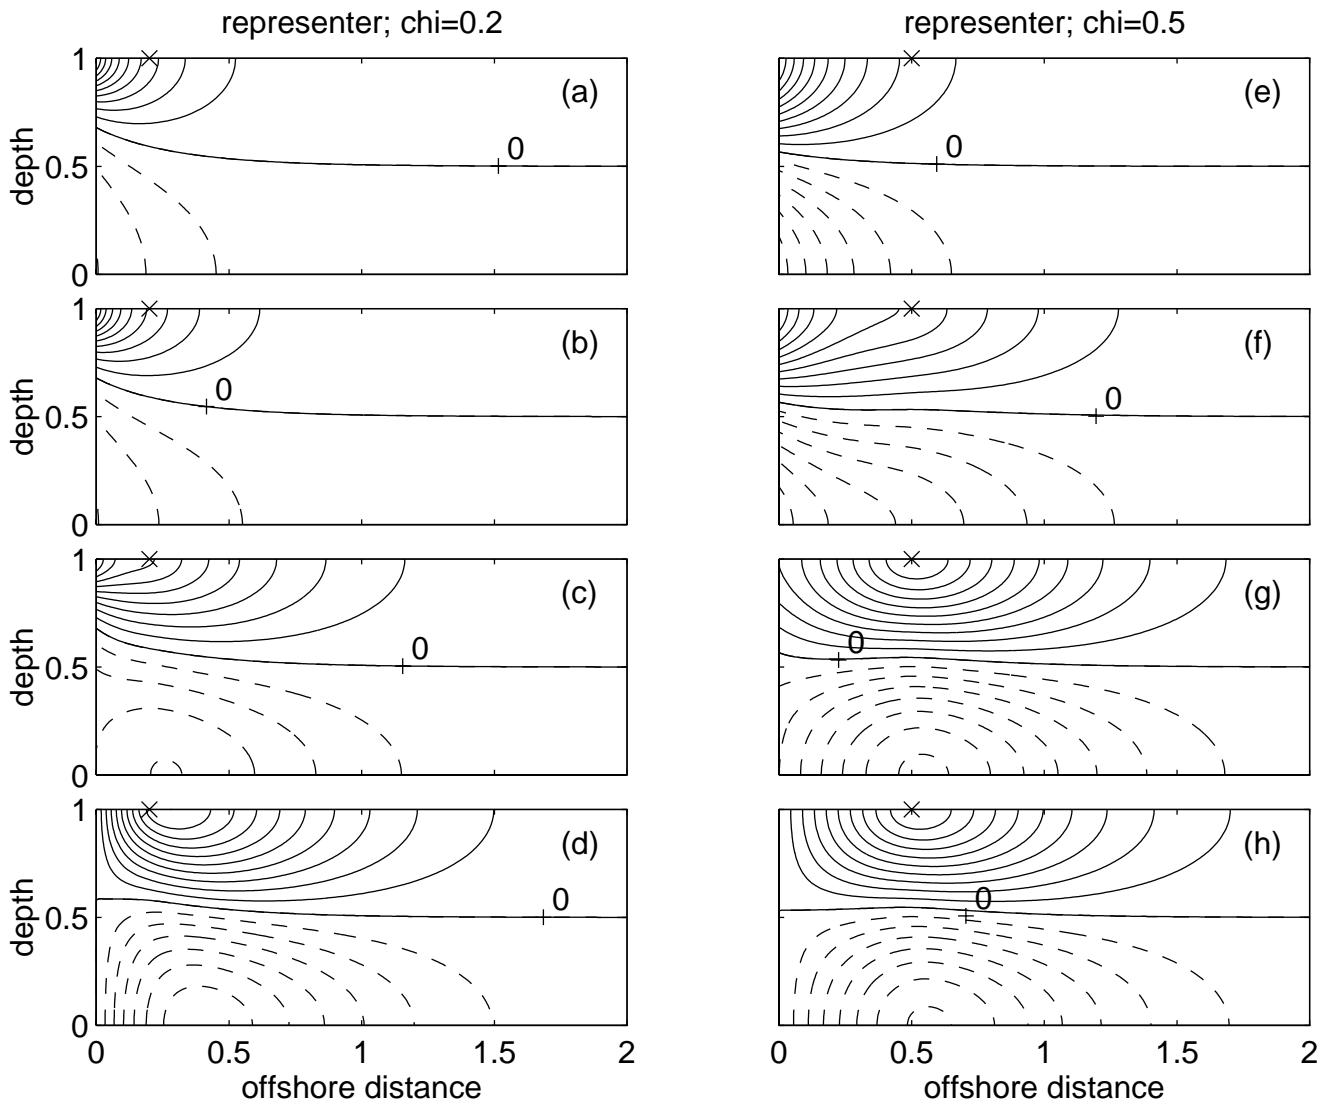 representer; chi=0.2
representer; chi=0.5
1
(a)
0
depth
0.5
0
(e)
0
1
(b)
0
depth
0.5
0
(f)
0
1
(c)
0
depth
0.5
0
(g)
0
1
(d)
0
depth
0.5
0
(h)
0
0 0.5 1 1.5 2
offshore distance
0 0.5 1 1.5 2
offshore distance